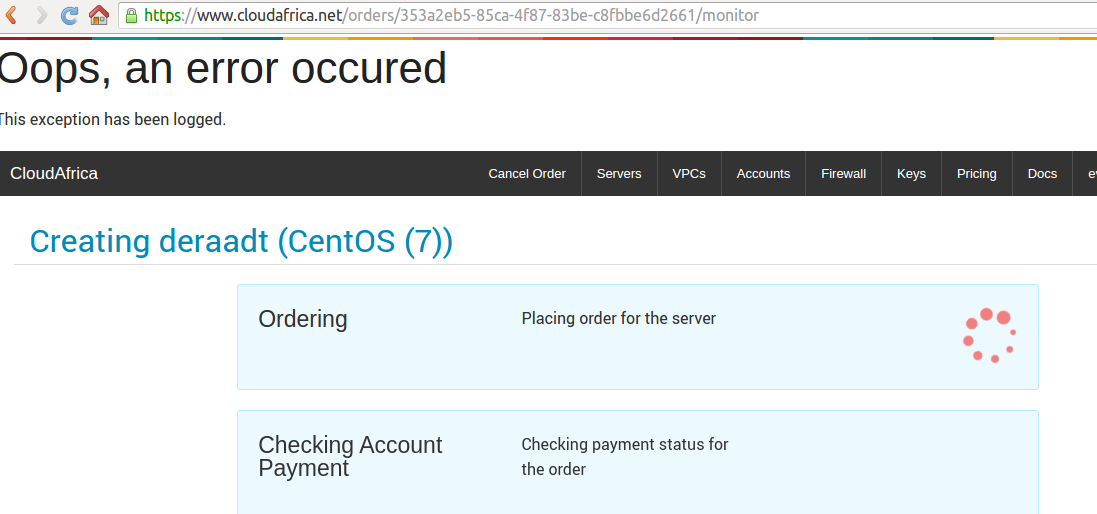 https://www.cloudafrica.net/orders/353a2eb5-85ca-4f87-83be-c8fbbe6d2661/monitor
Oops, an error occured
This exception has been logged.
CloudAfrica Cancel Order Servers VPCs Accounts Firewall Keys Pricing Docs
Creating deraadt (CentOS (7))
Ordering Placing order for the server
Checking Account Checking payment status for
Payment the order